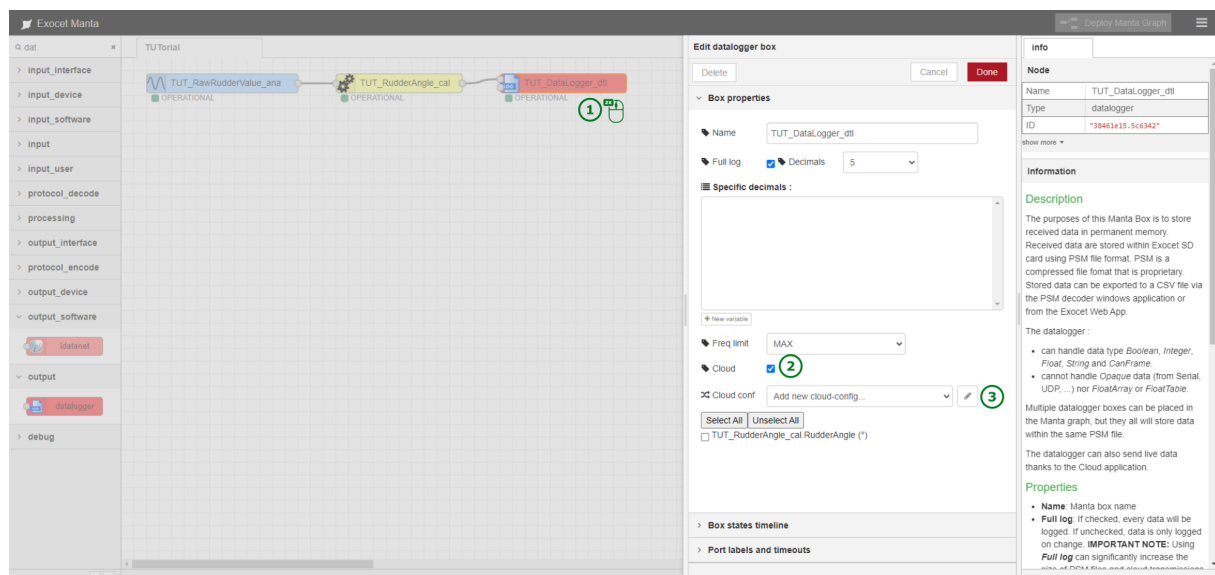 Exocet Manta
Deploy Manta Graph
dat
input_interface
input_device
input_software
input
input_user
protocol_decode
processing
output_interface
protocol_encode
output_device
output_software
idatanet
output
datalogger
debug
TUTorial
TUT_RawRudderValue_ana
OPERATIONAL
TUT_RudderAngle_cal
OPERATIONAL
LOG
TUT_DataLogger_dtl
OPERATIONAL
1
Edit datalogger box
Delete
Cancel
Done
Box properties
Name TUT_DataLogger_dtl
Full log Decimals 5
Specific decimals :
+ New variable
Freq limit MAX
Cloud 2
Cloud conf Add new cloud-config... 3
Select All Unselect All
TUT_RudderAngle_cal.RudderAngle (*)
Box states timeline
Port labels and timeouts
info
Node
Name TUT_DataLogger_dtl
Type datalogger
ID "38461e15.5c6342"
show more
Information
Description
The purposes of this Manta Box is to store
received data in permanent memory.
Received data are stored within Exocet SD
card using PSM file format. PSM is a
compressed file fomat that is proprietary.
Stored data can be exported to a CSV file via
the PSM decoder windows application or
from the Exocet Web App.
The datalogger :
• can handle data type Boolean, Integer,
Float, String and CanFrame.
• cannot handle Opaque data (from Serial,
UDP, ...) nor FloatArray or FloatTable.
Multiple datalogger boxes can be placed in
the Manta graph, but they all will store data
within the same PSM file.
The datalogger can also send live data
thanks to the Cloud application.
Properties
• Name: Manta box name
• Full log: If checked, every data will be
logged. If unchecked, data is only logged
on change. IMPORTANT NOTE: Using
Full log can significantly increase the
size of PSM files and cloud transmissions